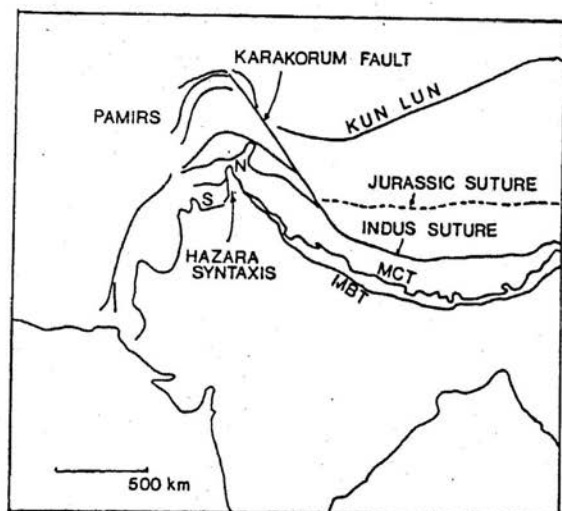 KARAKORUM FAULT
PAMIRS
KUN LUN
N
JURASSIC SUTURE
S
INDUS SUTURE
HAZARA
SYNTAXIS
MCT
MBT
500 km